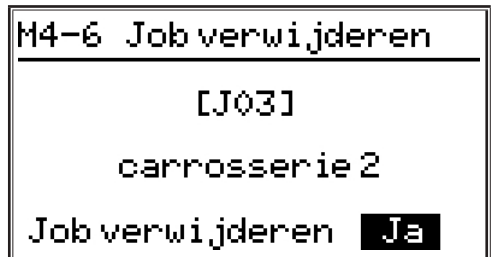 M4-6 Job verwijderen
[J03]
carrosserie 2
Job verwijderen Ja